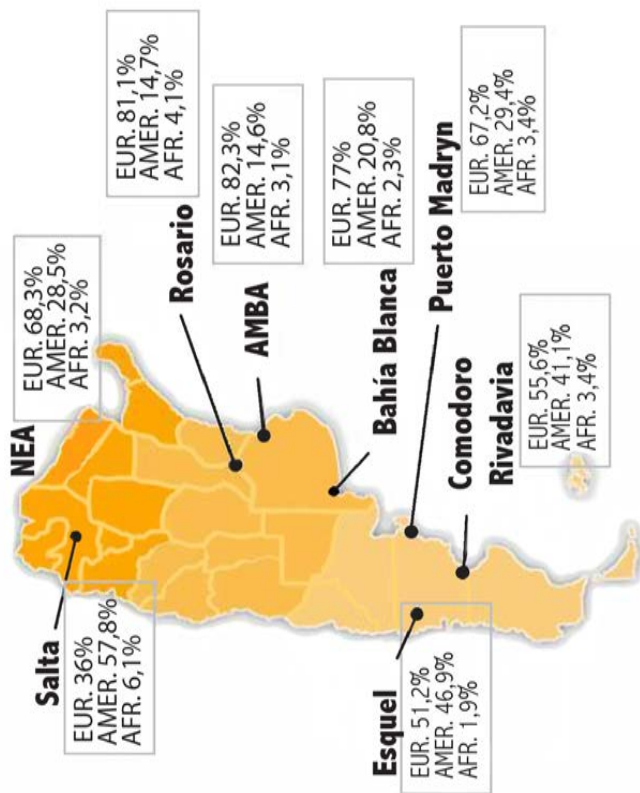 NEA
EUR. 68,3%
AMER. 28,5%
AFR. 3,2%
Salta
EUR. 36%
AMER. 57,8%
AFR. 6,1%
Rosario
EUR. 81,1%
AMER. 14,7%
AFR. 4,1%
AMBA
EUR. 82,3%
AMER. 14,6%
AFR. 3,1%
Bahía Blanca
EUR. 77%
AMER. 20,8%
AFR. 2,3%
Puerto Madryn
EUR. 67,2%
AMER. 29,4%
AFR. 3,4%
Esquel
EUR. 51,2%
AMER. 46,9%
AFR. 1,9%
Comodoro
Rivadavia
EUR. 55,6%
AMER. 41,1%
AFR. 3,4%